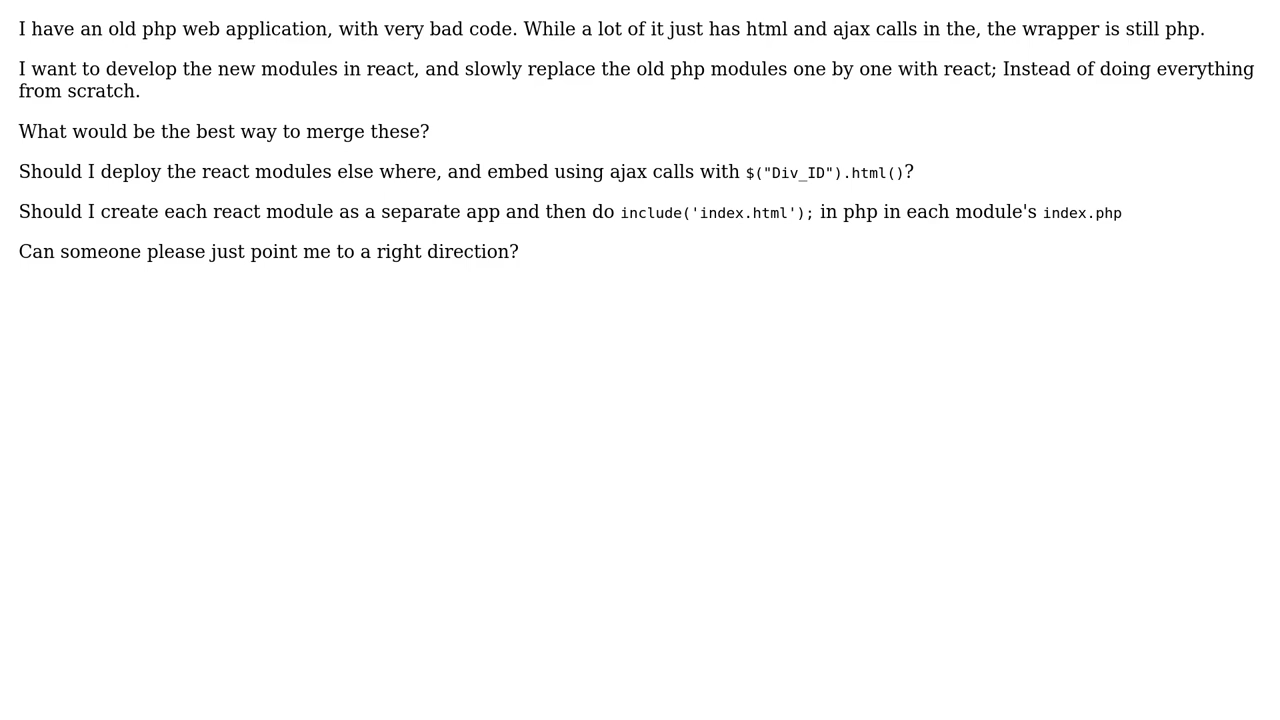 I have an old php web application, with very bad code. While a lot of it just has html and ajax calls in the, the wrapper is still php.
I want to develop the new modules in react, and slowly replace the old php modules one by one with react; Instead of doing everything
from scratch.
What would be the best way to merge these?
Should I deploy the react modules else where, and embed using ajax calls with $("Div_ID").html()?
Should I create each react module as a separate app and then do include('index.html'); in php in each module's index.php
Can someone please just point me to a right direction?